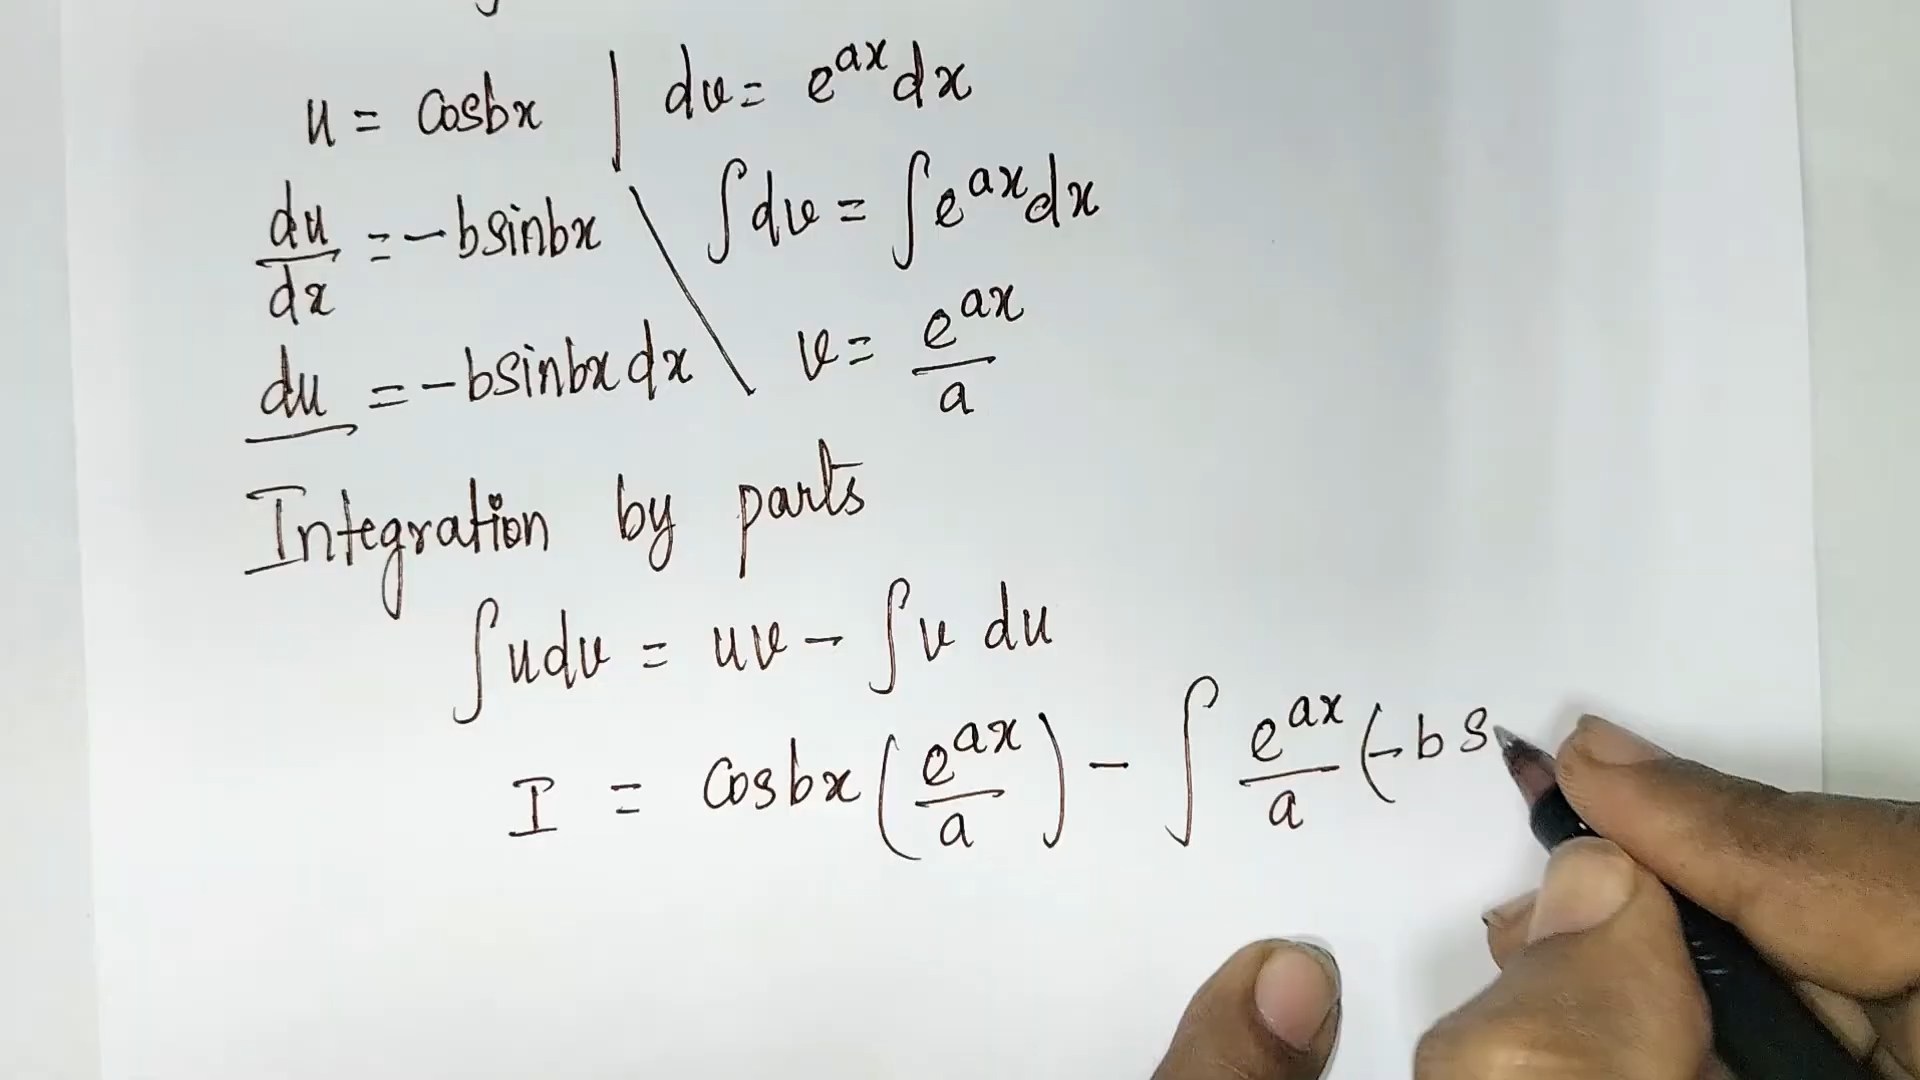 u = cosbx | dv = e^{ax} dx
du/dx = -bsinbx \ ∫dv = ∫e^{ax}dx
du = -bsinbx dx v = e^{ax}/a
Integration by parts
∫udv = uv - ∫v du
I = cosbx (e^{ax}/a) - ∫ e^{ax}/a (-b s